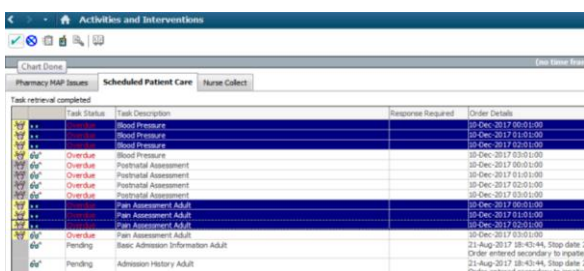 Activities and Interventions
Chart Done
(no time fra
Pharmacy MAP Issues Scheduled Patient Care Nurse Collect
Task retrieval completed
Task Status Task Description Response Required Order Details
Overdue Blood Pressure 10-Dec-2017 00:01:00
Overdue Blood Pressure 10-Dec-2017 01:01:00
Overdue Blood Pressure 10-Dec-2017 02:01:00
Overdue Blood Pressure 10-Dec-2017 03:01:00
Overdue Postnatal Assessment 10-Dec-2017 00:01:00
Overdue Postnatal Assessment 10-Dec-2017 01:01:00
Overdue Postnatal Assessment 10-Dec-2017 02:01:00
Overdue Postnatal Assessment 10-Dec-2017 03:01:00
Overdue Pain Assessment Adult 10-Dec-2017 00:01:00
Overdue Pain Assessment Adult 10-Dec-2017 01:01:00
Overdue Pain Assessment Adult 10-Dec-2017 02:01:00
Overdue Pain Assessment Adult 10-Dec-2017 03:01:00
Pending Basic Admission Information Adult 21-Aug-2017 18:43:44, Stop date
Order entered secondary to inpatie
Pending Admission History Adult 21-Aug-2017 18:43:44, Stop date